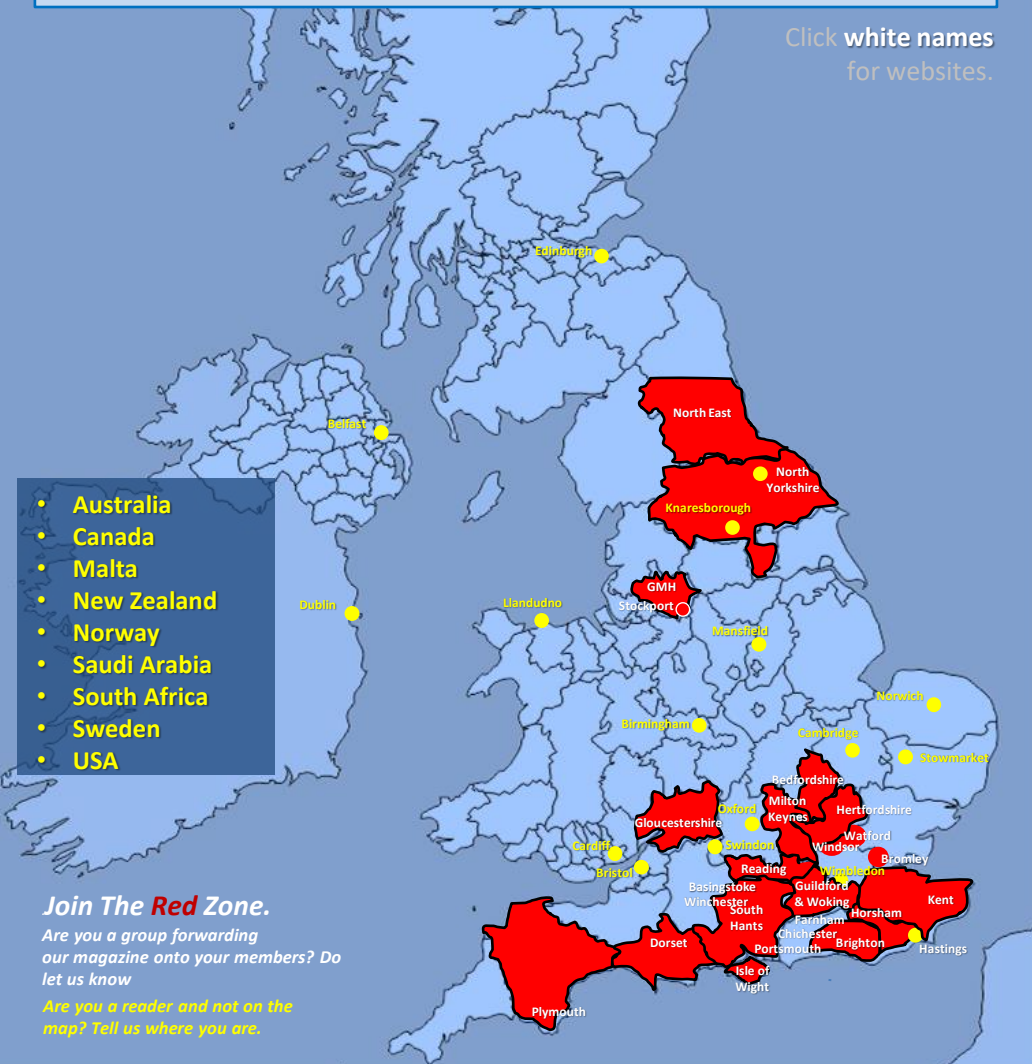 Click white names
for websites.
Edinburgh
Belfast
North East
North
Yorkshire
Knaresborough
• Australia
• Canada
• Malta
• New Zealand
• Norway
• Saudi Arabia
• South Africa
• Sweden
• USA
Dublin
Llandudno
GMH
Stockport
Mansfield
Norwich
Birmingham
Cambridge
Stowmarket
Bedfordshire
Milton
Keynes
Hertfordshire
Oxford
Gloucestershire
Watford
Windsor
Swindon
Cardiff
Bristol
Bromley
Reading
Wimbledon
Basingstoke
Winchester
Guildford
& Woking
Kent
South
Hants
Horsham
Farnham
Chichester
Portsmouth
Brighton
Hastings
Dorset
Isle of
Wight
Plymouth
Join The Red Zone.
Are you a group forwarding
our magazine onto your members? Do
let us know
Are you a reader and not on the
map? Tell us where you are.